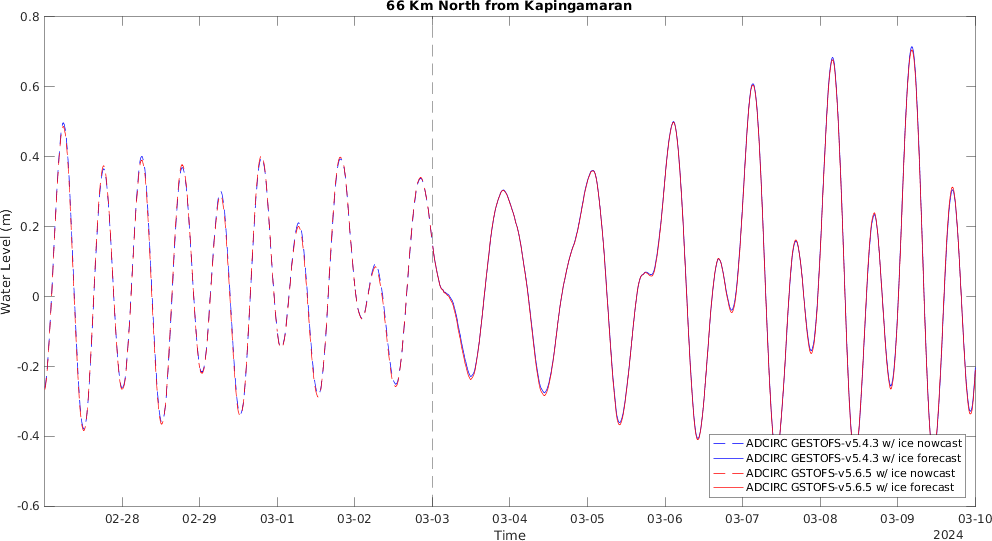 66 Km North from Kapingamaran
Water Level (m)
0.8
0.6
0.4
0.2
0
-0.2
-0.4
-0.6
ADCIRC GESTOFS-v5.4.3 w/ ice nowcast
ADCIRC GESTOFS-v5.4.3 w/ ice forecast
ADCIRC GSTOFS-v5.6.5 w/ ice nowcast
ADCIRC GSTOFS-v5.6.5 w/ ice forecast
02-28 02-29 03-01 03-02 03-03 03-04 03-05 03-06 03-07 03-08 03-09 03-10
Time
2024